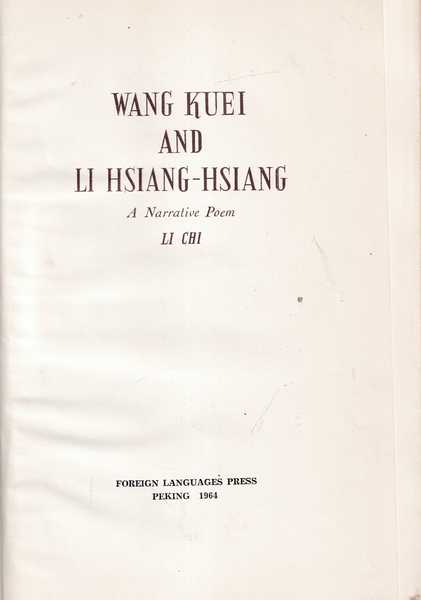 WANG KUEI
AND
LI HSIANG-HSIANG
A Narrative Poem
LI CHI
FOREIGN LANGUAGES PRESS
PEKING 1964